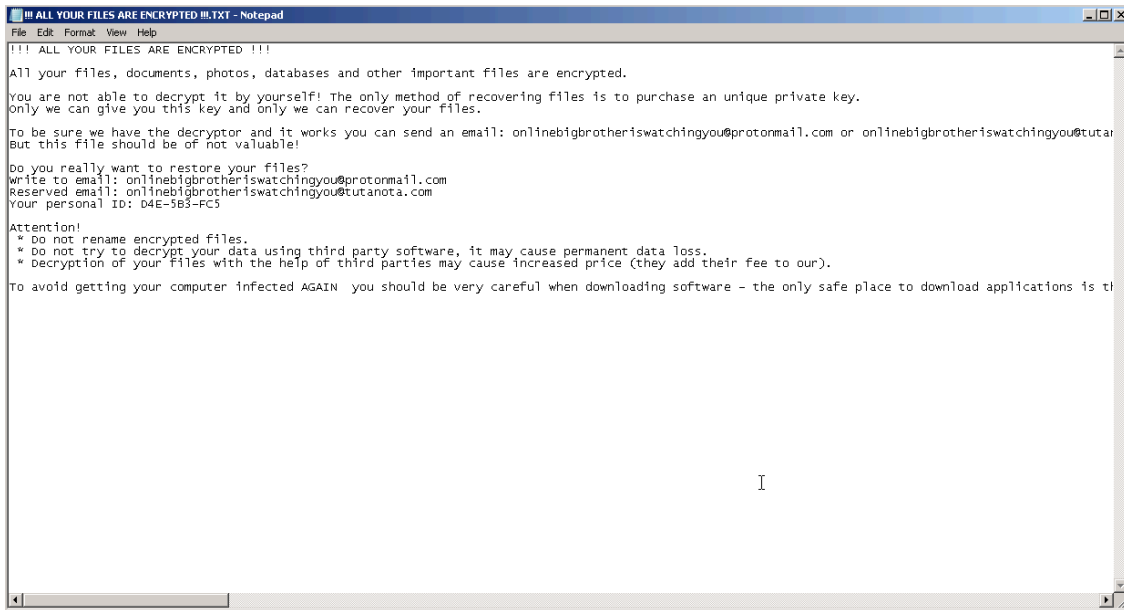 !!! ALL YOUR FILES ARE ENCRYPTED !!!.TXT - Notepad
File Edit Format View Help
!!! ALL YOUR FILES ARE ENCRYPTED !!!
All your files, documents, photos, databases and other important files are encrypted.
You are not able to decrypt it by yourself! The only method of recovering files is to purchase an unique private key.
Only we can give you this key and only we can recover your files.
To be sure we have the decryptor and it works you can send an email: onlinebigbrotheriswatchingyou@protonmail.com or onlinebigbrotheriswatchingyou@tutar
But this file should be of not valuable!
Do you really want to restore your files?
Write to email: onlinebigbrotheriswatchingyou@protonmail.com
Reserved email: onlinebigbrotheriswatchingyou@tutanota.com
Your personal ID: D4E-5B3-FC5
Attention!
* Do not rename encrypted files.
* Do not try to decrypt your data using third party software, it may cause permanent data loss.
* Decryption of your files with the help of third parties may cause increased price (they add their fee to our).
To avoid getting your computer infected AGAIN  you should be very careful when downloading software - the only safe place to download applications is th